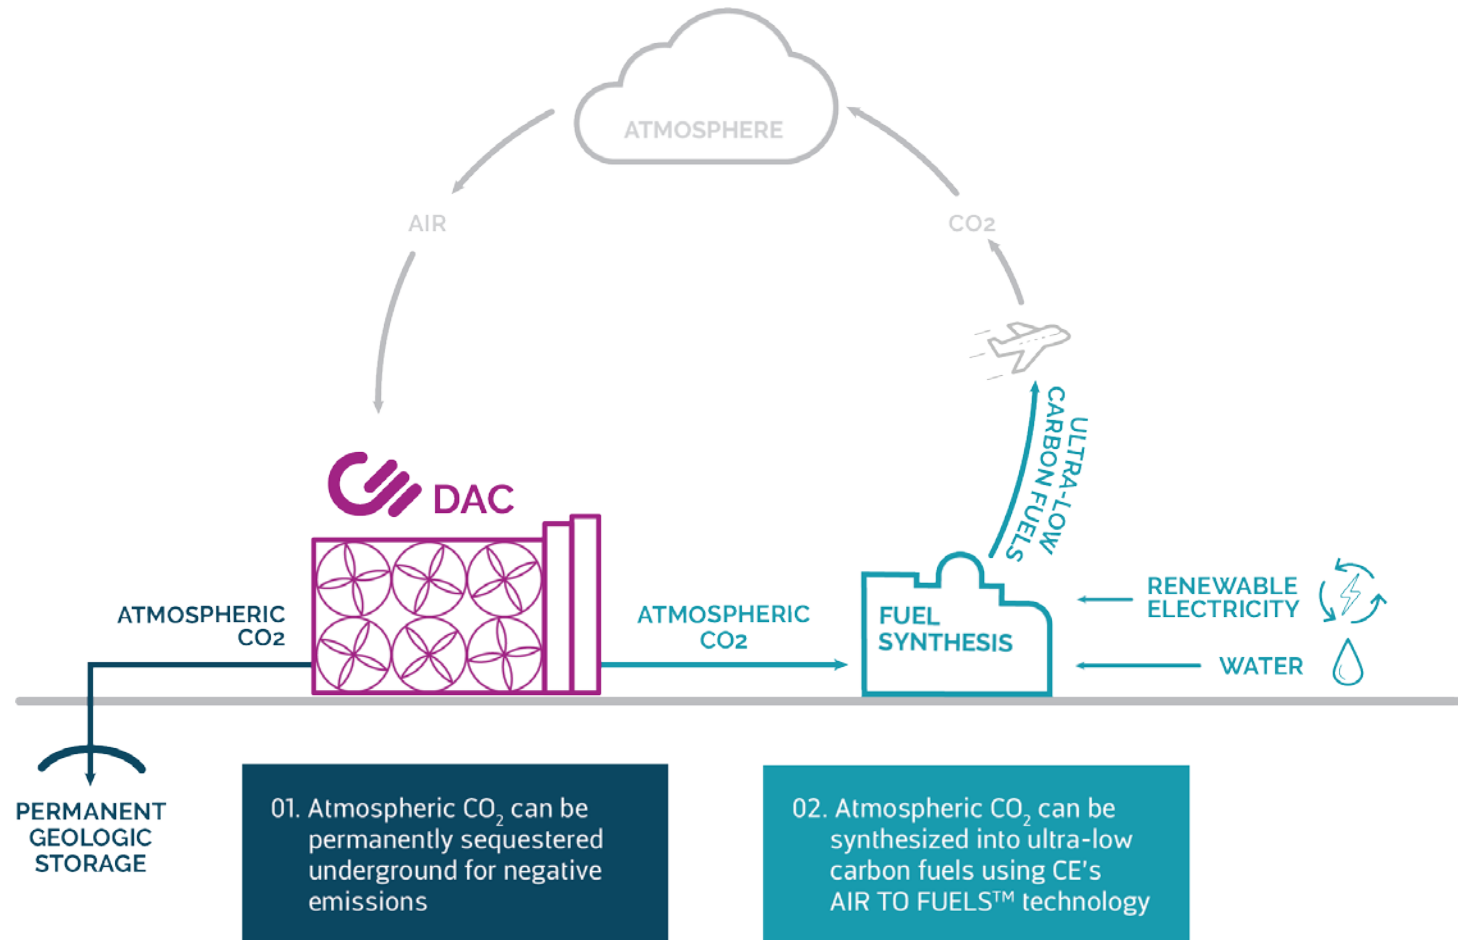 ATMOSPHERE
AIR
CO2
ULTRA-LOW
CARBON FUELS
DAC
ATMOSPHERIC
CO2
ATMOSPHERIC
CO2
FUEL
SYNTHESIS
RENEWABLE
ELECTRICITY
WATER
PERMANENT
GEOLOGIC
STORAGE
01. Atmospheric CO₂ can be
permanently sequestered
underground for negative
emissions
02. Atmospheric CO₂ can be
synthesized into ultra-low
carbon fuels using CE's
AIR TO FUELS™ technology